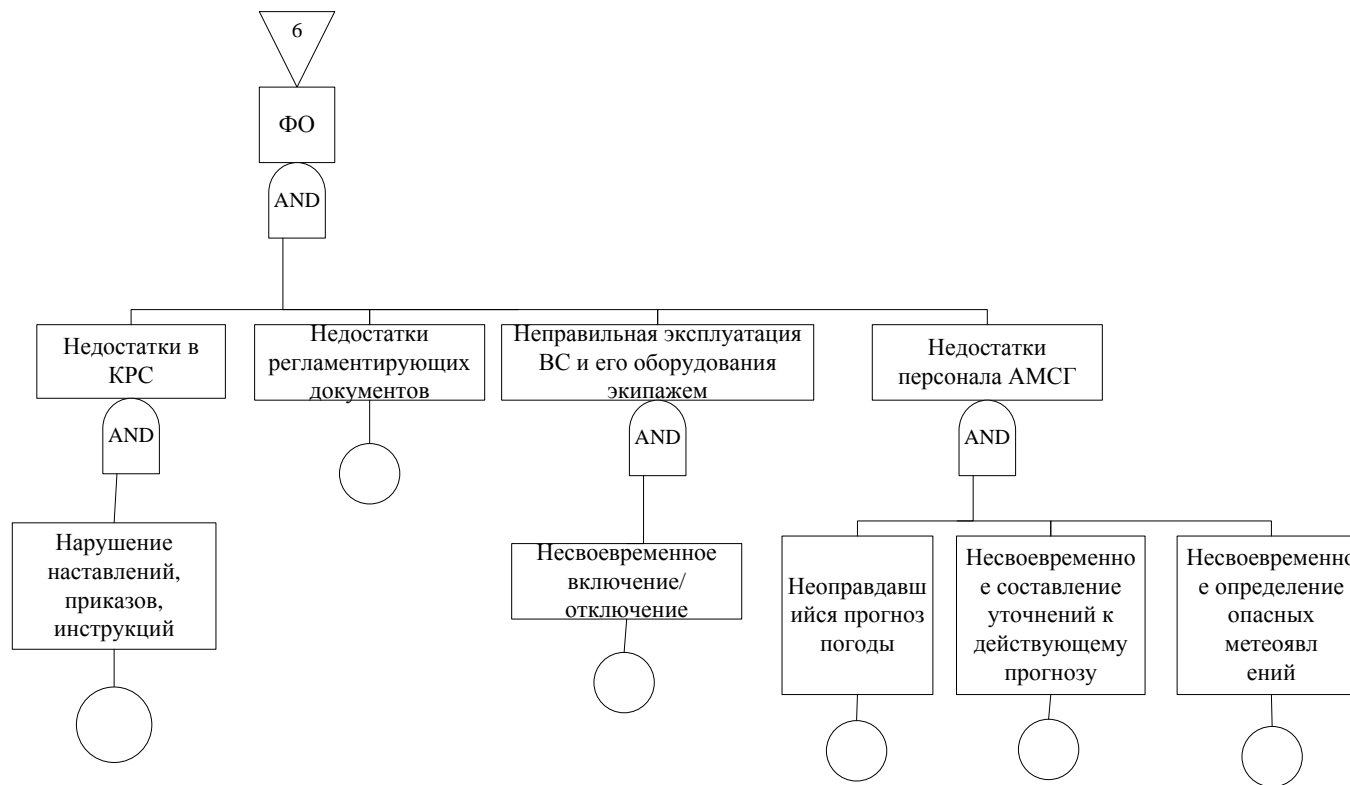 6
ФО
AND
Недостатки в
КРС
Недостатки
регламентирующих
документов
Неправильная эксплуатация
ВС и его оборудования
экипажем
Недостатки
персонала АМСГ
AND
AND
AND
Нарушение
наставлений,
приказов,
инструкций
Несвоевременное
включение/
отключение
Неоправдавш
ийся прогноз
погоды
Несвоевременно
е составление
уточнений к
действующему
прогнозу
Несвоевременно
е определение
опасных
метеоявл
ений